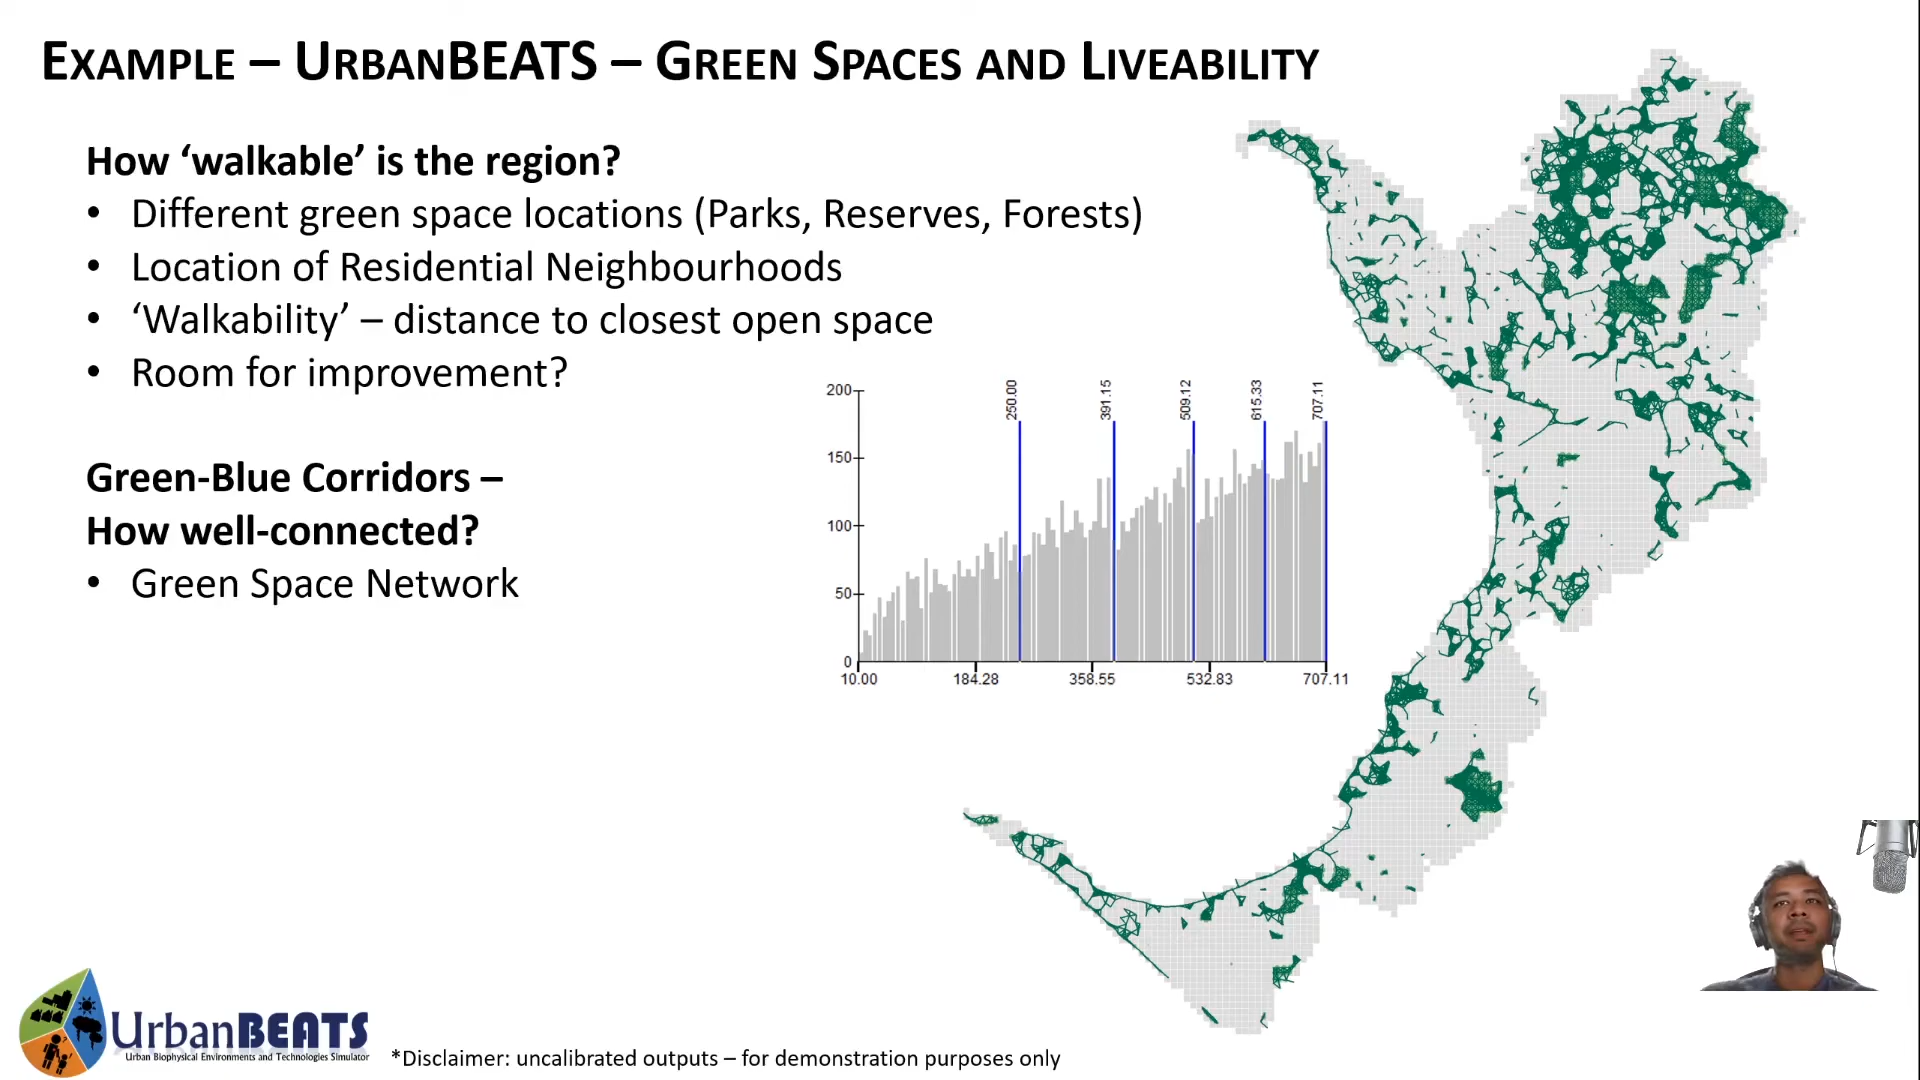 EXAMPLE – URBANBEATS – GREEN SPACES AND LIVEABILITY
How ‘walkable’ is the region?
• Different green space locations (Parks, Reserves, Forests)
• Location of Residential Neighbourhoods
• ‘Walkability’ – distance to closest open space
• Room for improvement?
Green-Blue Corridors –
How well-connected?
• Green Space Network
250.00 391.15 509.12 615.33 707.11
200
150
100
50
0
10.00 184.28 358.55 532.83 707.11
UrbanBEATS
Urban Biophysical Environments and Technologies Simulator
*Disclaimer: uncalibrated outputs – for demonstration purposes only